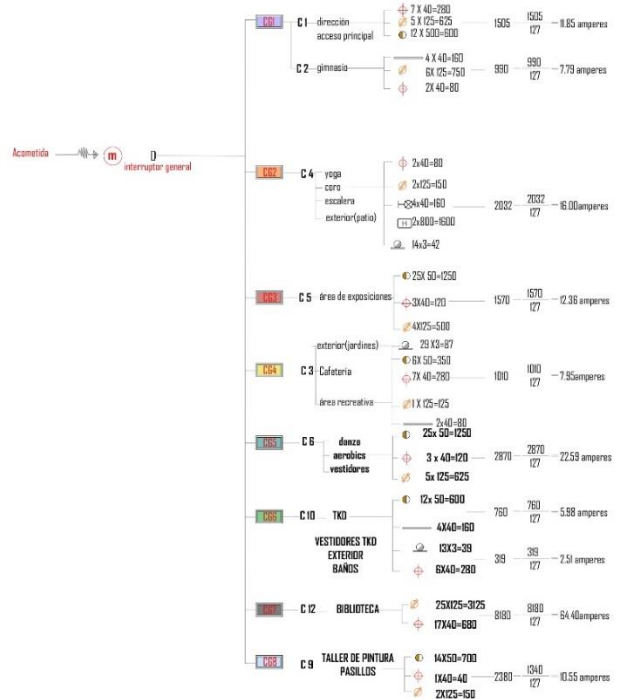 CG1
C 1
dirección
acceso principal
7 X 40=280
5 X 125=625
12 X 500=600
1505
1505
127
11.85 amperes
C 2
gimnasio
4 X 40=160
6X 125=750
2X 40=80
990
990
127
7.79 amperes
Acometida
m
interruptor general
CG2
C 4
yoga
coro
escalera
exterior(patio)
2x40=80
2x125=150
4x40=160
H
2x800=1600
14x3=42
2032
2032
127
16.00amperes
CG3
C 5
área de exposiciones
25X 50=1250
3X40=120
4X125=500
1570
1570
127
12.36 amperes
CG4
C 3
exterior(jardines)
Cafeteria
área recreativa
29 X3=87
6X 50=350
7X 40=280
1 X 125=125
2x40=80
1010
1010
127
7.95amperes
CG5
C 6
danza
aerobics
vestidores
25x 50=1250
3 x 40=120
5x 125=625
2870
2870
127
22.59 amperes
CG6
C 10
TKD
12x 50=600
4X40=160
760
760
127
5.98 amperes
VESTIDORES TKD
EXTERIOR
BAÑOS
13X3=39
6X40=280
319
319
127
2.51 amperes
CG7
C 12
BIBLIOTECA
25X125=3125
17X40=680
8180
8180
127
64.40amperes
CG8
C 9
TALLER DE PINTURA
PASILLOS
14X50=700
1X40=40
2X125=150
2380
1340
127
10.55 amperes